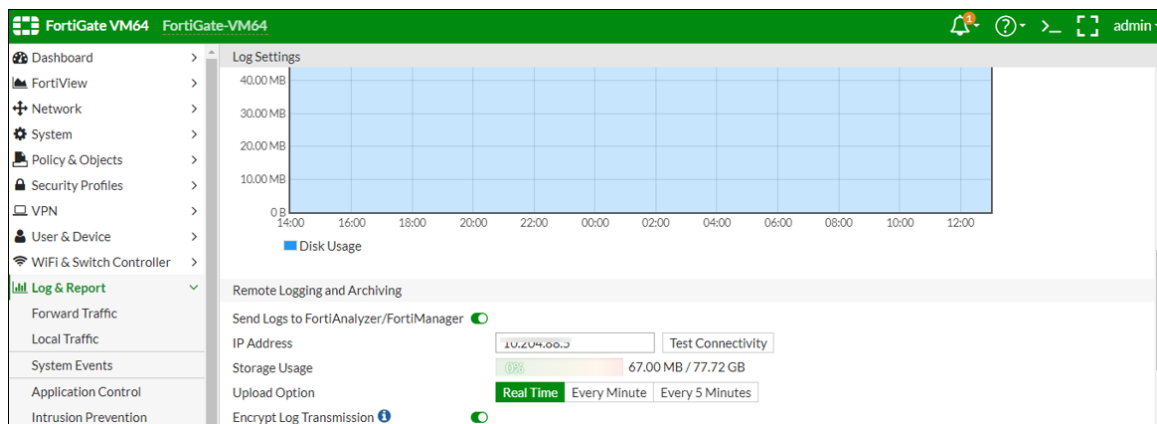 FortiGate VM64 FortiGate-VM64 1 admin
Dashboard
FortiView
Network
System
Policy & Objects
Security Profiles
VPN
User & Device
WiFi & Switch Controller
Log & Report
Forward Traffic
Local Traffic
System Events
Application Control
Intrusion Prevention
Log Settings
40.00 MB
30.00 MB
20.00 MB
10.00 MB
0 B
14:00 16:00 18:00 20:00 22:00 00:00 02:00 04:00 06:00 08:00 10:00 12:00
Disk Usage
Remote Logging and Archiving
Send Logs to FortiAnalyzer/FortiManager
IP Address Test Connectivity
Storage Usage 0% 67.00 MB / 77.72 GB
Upload Option Real Time Every Minute Every 5 Minutes
Encrypt Log Transmission